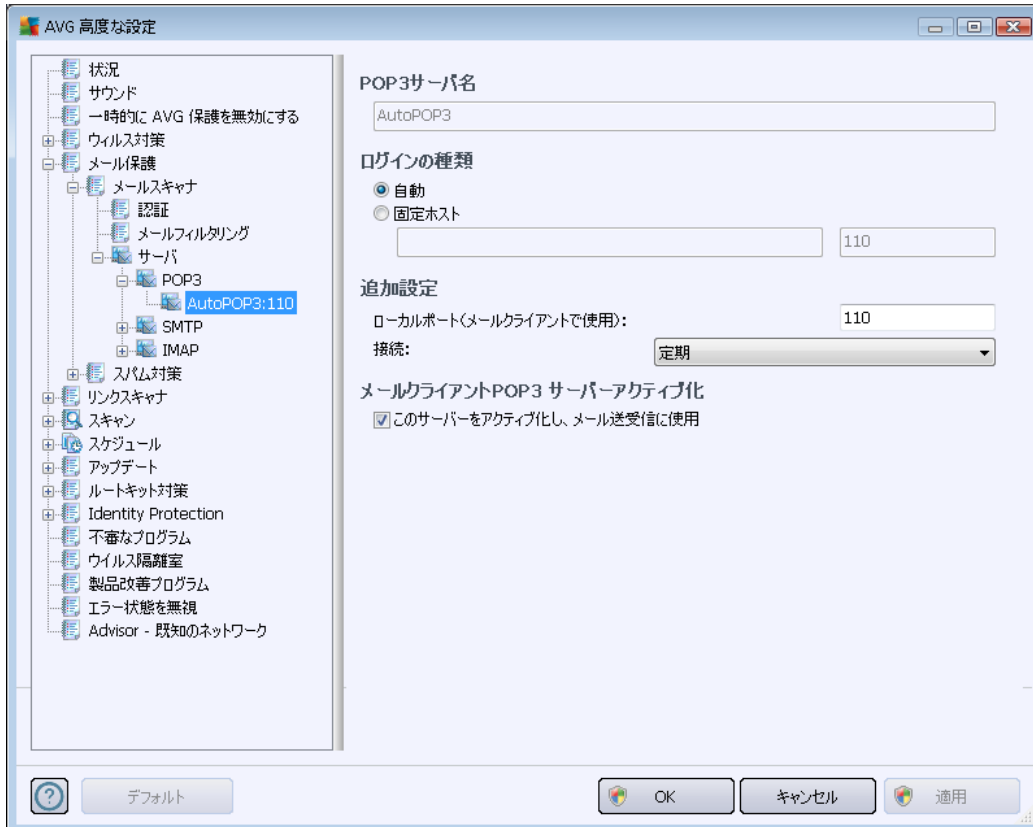 AVG 高度な設定
状況
サウンド
一時的に AVG 保護を無効にする
ウィルス対策
メール保護
メールスキャナ
認証
メールフィルタリング
サーバ
POP3
AutoPOP3:110
SMTP
IMAP
スパム対策
リンクスキャナ
スキャン
スケジュール
アップデート
ルートキット対策
Identity Protection
不審なプログラム
ウイルス隔離室
製品改善プログラム
エラー状態を無視
Advisor - 既知のネットワーク
POP3サーバ名
AutoPOP3
ログインの種類
自動
固定ホスト
110
追加設定
ローカルポート(メールクライアントで使用):
110
接続:
定期
メールクライアントPOP3 サーバーアクティブ化
このサーバーをアクティブ化し、メール送受信に使用
デフォルト
OK
キャンセル
適用